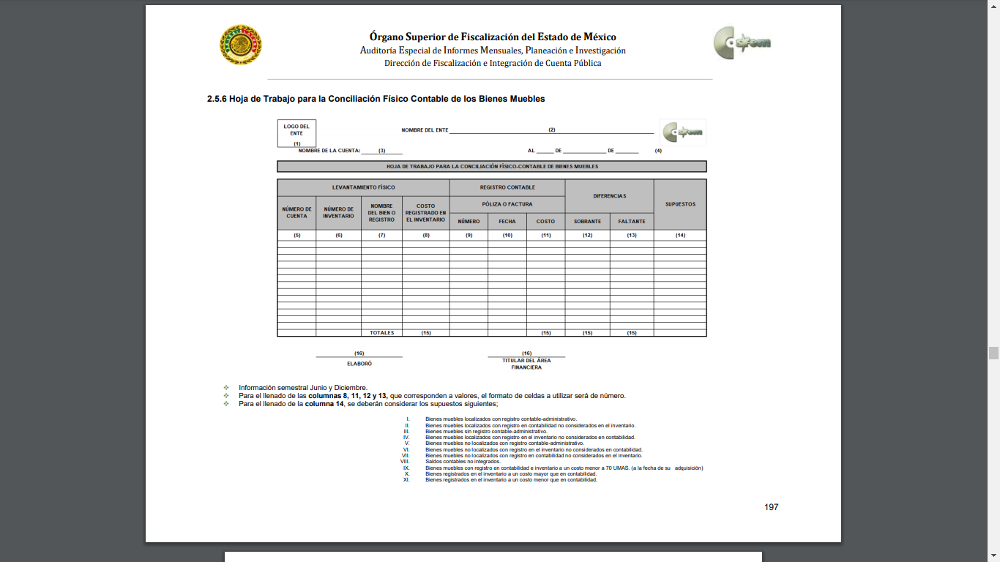 Órgano Superior de Fiscalización del Estado de México
Auditoría Especial de Informes Mensuales, Planeación e Investigación
Dirección de Fiscalización e Integración de Cuenta Pública
osfem
2.5.6 Hoja de Trabajo para la Conciliación Físico Contable de los Bienes Muebles
LOGO DEL
ENTE
(1)
NOMBRE DEL ENTE (2)
osfem
NOMBRE DE LA CUENTA: (3)
AL ______ DE ______________ DE ________ (4)
HOJA DE TRABAJO PARA LA CONCILIACIÓN FÍSICO-CONTABLE DE BIENES MUEBLES
LEVANTAMIENTO FÍSICO REGISTRO CONTABLE DIFERENCIAS SUPUESTOS
NÚMERO DE CUENTA NÚMERO DE INVENTARIO NOMBRE DEL BIEN O REGISTRO COSTO REGISTRADO EN EL INVENTARIO PÓLIZA O FACTURA
NÚMERO FECHA COSTO SOBRANTE FALTANTE
(5) (6) (7) (8) (9) (10) (11) (12) (13) (14)
TOTALES (15) (15) (15) (15)
(16) (16)
ELABORÓ TITULAR DEL ÁREA
FINANCIERA
Información semestral Junio y Diciembre.
Para el llenado de las columnas 8, 11, 12 y 13, que corresponden a valores, el formato de celdas a utilizar será de número.
Para el llenado de la columna 14, se deberán considerar los supuestos siguientes;
I. Bienes muebles localizados con registro contable-administrativo.
II. Bienes muebles localizados con registro en contabilidad no considerados en el inventario.
III. Bienes muebles sin registro contable-administrativo.
IV. Bienes muebles localizados con registro en el inventario no considerados en contabilidad.
V. Bienes muebles no localizados con registro contable-administrativo.
VI. Bienes muebles no localizados con registro en el inventario no considerados en contabilidad.
VII. Bienes muebles no localizados con registro en contabilidad no considerados en el inventario.
VIII. Saldos contables no integrados.
IX. Bienes muebles con registro en contabilidad e inventario a un costo menor a 70 UMAS. (a la fecha de su adquisición)
X. Bienes registrados en el inventario a un costo mayor que en contabilidad.
XI. Bienes registrados en el inventario a un costo menor que en contabilidad.
197